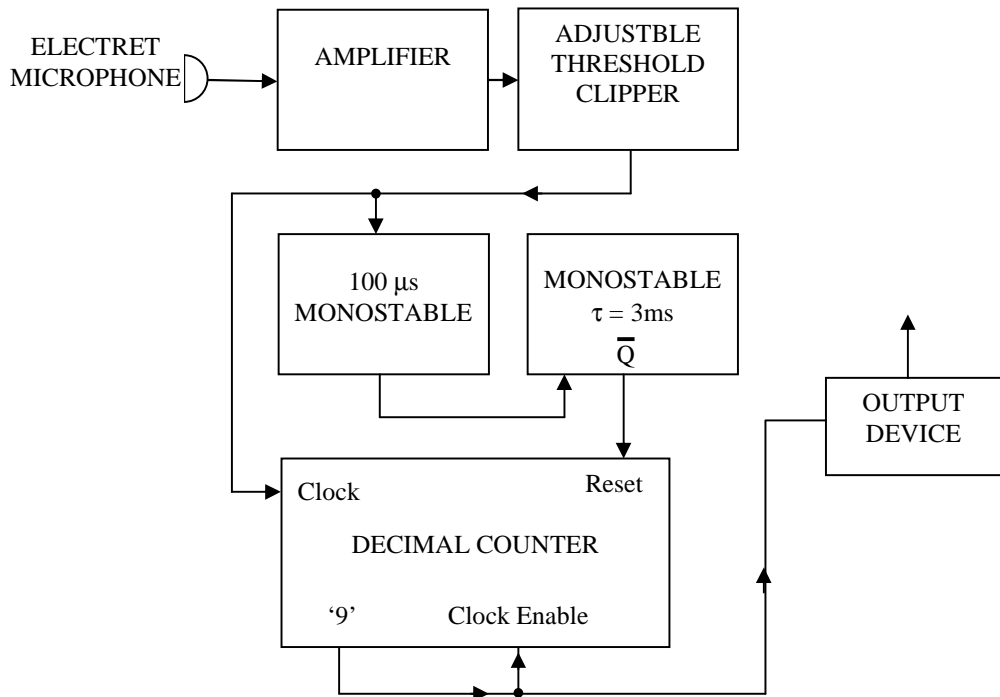 ELECTRET
MICROPHONE
AMPLIFIER
ADJUSTBLE
THRESHOLD
CLIPPER
100 μs
MONOSTABLE
MONOSTABLE
τ = 3ms
Q̅
OUTPUT
DEVICE
Clock
Reset
DECIMAL COUNTER
‘9’
Clock Enable